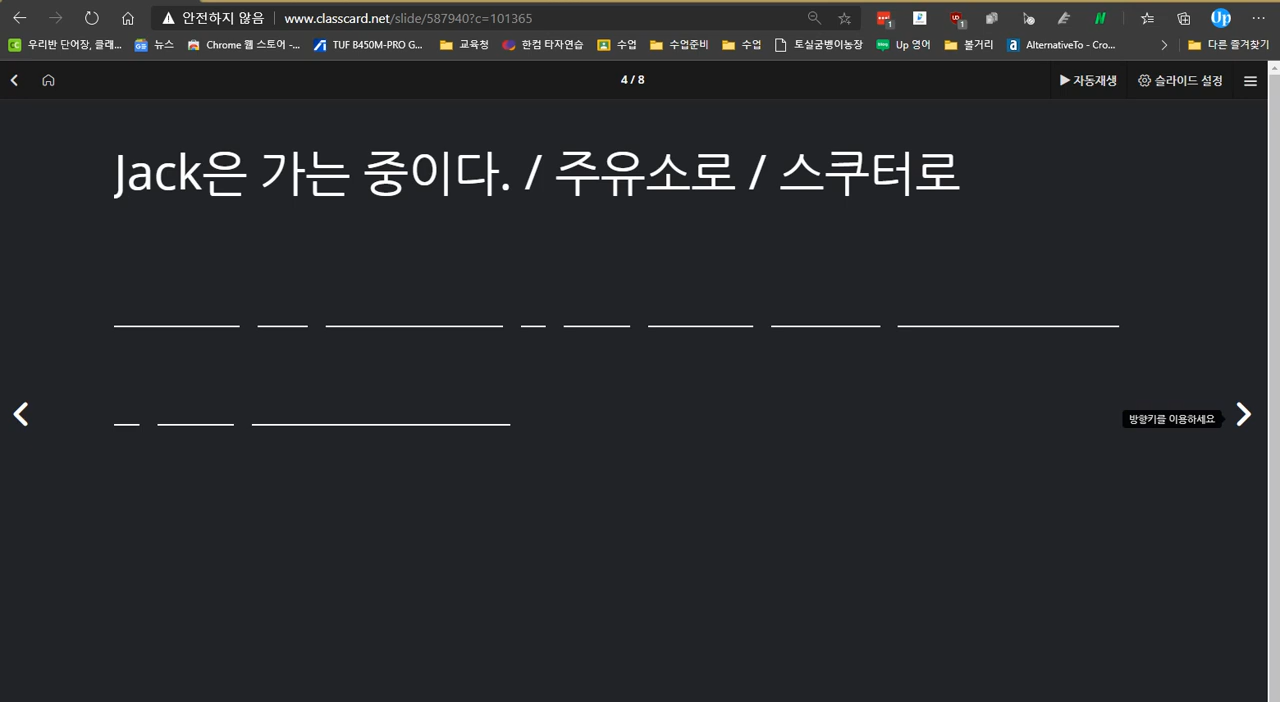 안전하지 않음 www.classcard.net/slide/587940?c=101365
우리반 단어장, 클래... 뉴스 Chrome 웹 스토어 -... TUF B450M-PRO G... 교육청 한컴 타자연습 수업 수업준비 수업 토실굼벵이농장 Up 영어 볼거리 AlternativeTo - Cro... 다른 즐겨찾기
4 / 8 자동재생 슬라이드 설정
Jack은 가는 중이다. / 주유소로 / 스쿠터로
방향키를 이용하세요